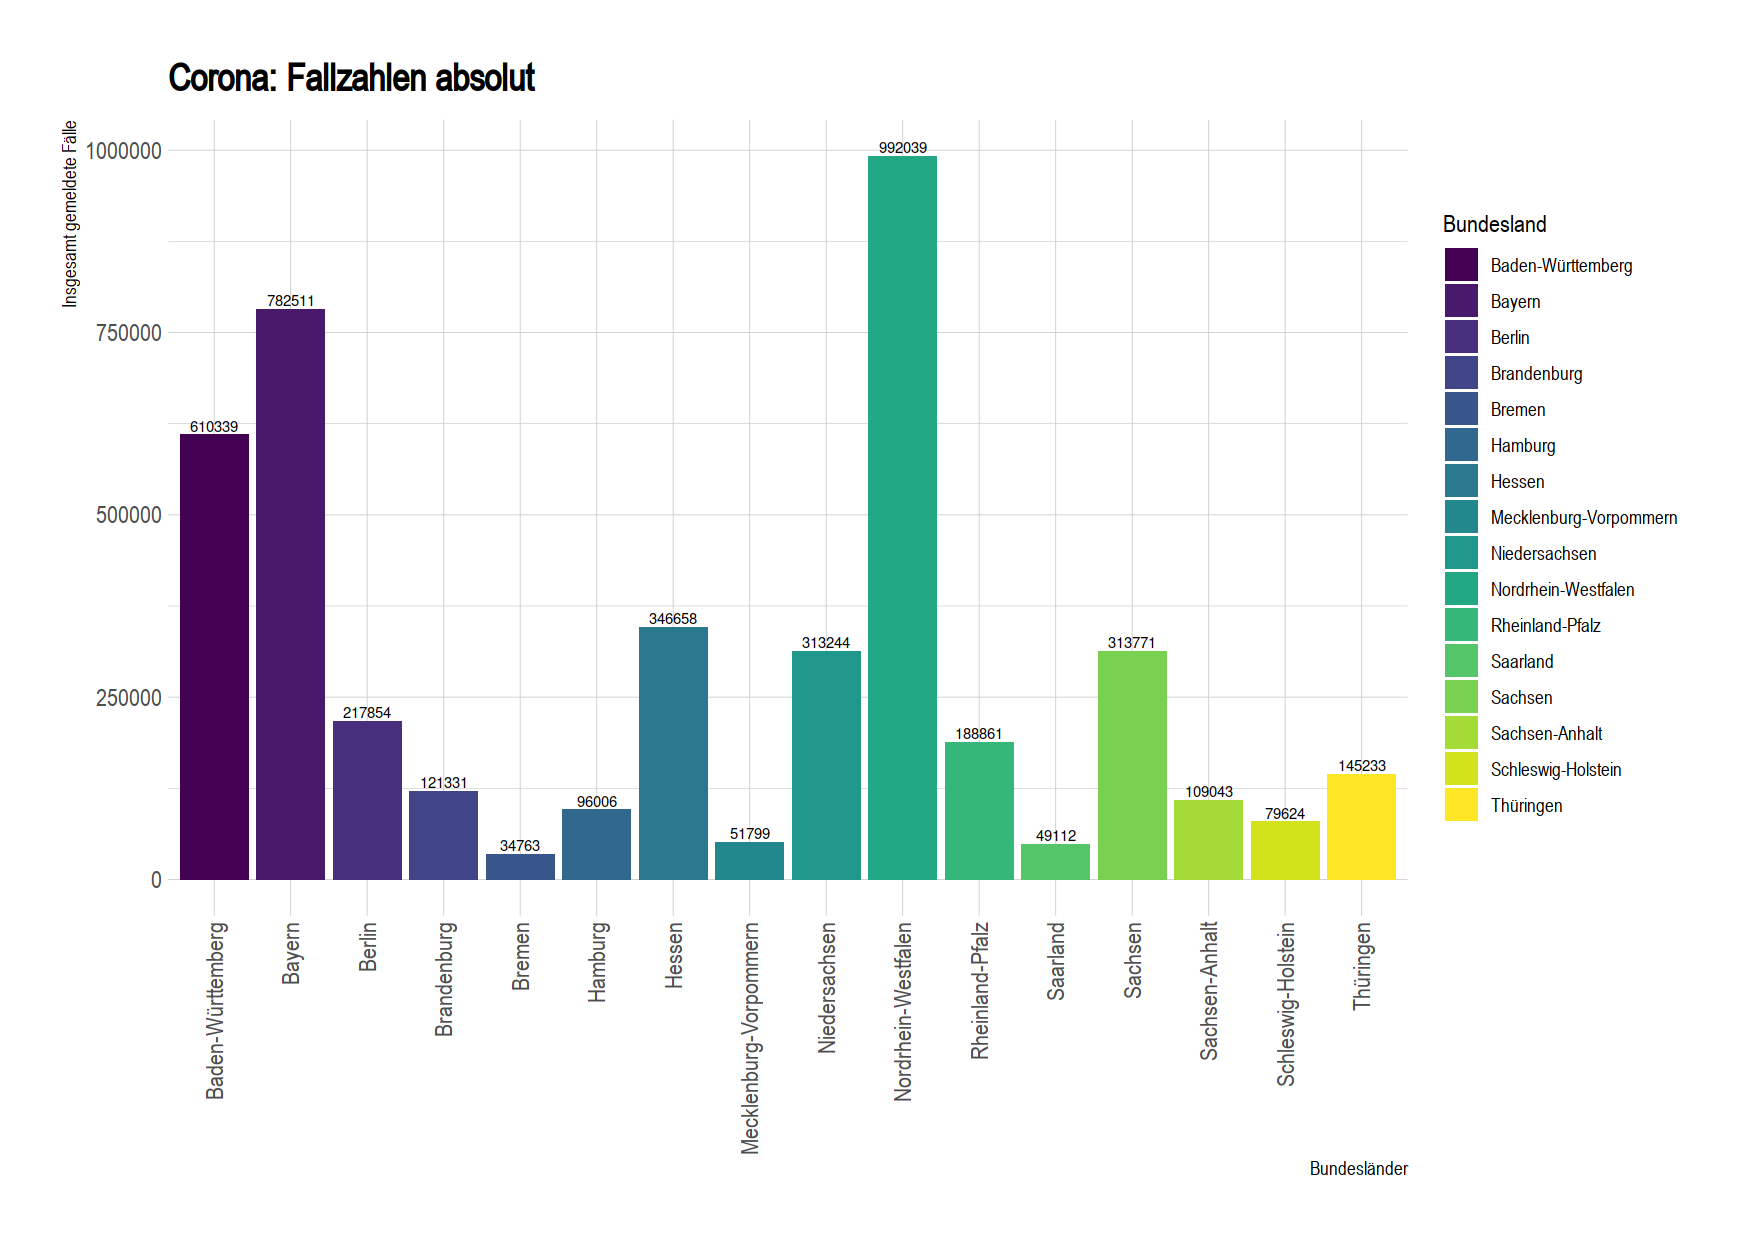 Corona: Fallzahlen absolut
Insgesamt gemeldete Fälle
1000000
750000
500000
250000
0
610339
782511
217854
121331
34763
96006
346658
51799
313244
992039
188861
49112
313771
109043
79624
145233
Baden-Württemberg
Bayern
Berlin
Brandenburg
Bremen
Hamburg
Hessen
Mecklenburg-Vorpommern
Niedersachsen
Nordrhein-Westfalen
Rheinland-Pfalz
Saarland
Sachsen
Sachsen-Anhalt
Schleswig-Holstein
Thüringen
Bundesländer
Bundesland
Baden-Württemberg
Bayern
Berlin
Brandenburg
Bremen
Hamburg
Hessen
Mecklenburg-Vorpommern
Niedersachsen
Nordrhein-Westfalen
Rheinland-Pfalz
Saarland
Sachsen
Sachsen-Anhalt
Schleswig-Holstein
Thüringen